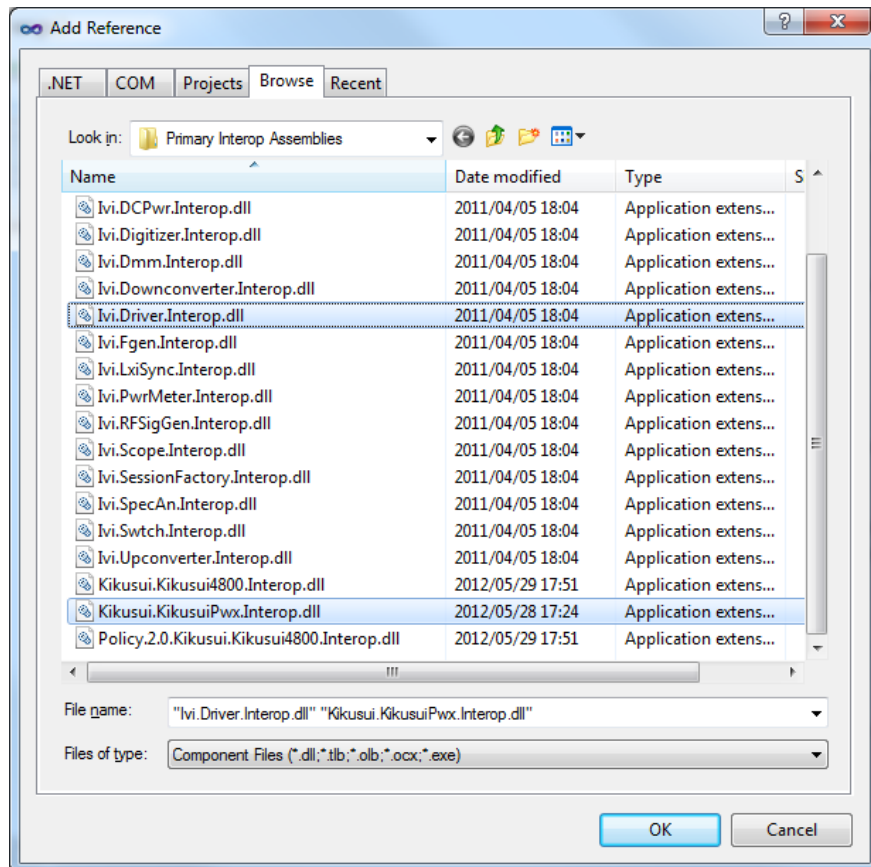 Add Reference
.NET COM Projects Browse Recent
Look in: Primary Interop Assemblies
Name Date modified Type S
Ivi.DCPwr.Interop.dll 2011/04/05 18:04 Application extens...
Ivi.Digitizer.Interop.dll 2011/04/05 18:04 Application extens...
Ivi.Dmm.Interop.dll 2011/04/05 18:04 Application extens...
Ivi.Downconverter.Interop.dll 2011/04/05 18:04 Application extens...
Ivi.Driver.Interop.dll 2011/04/05 18:04 Application extens...
Ivi.Fgen.Interop.dll 2011/04/05 18:04 Application extens...
Ivi.LxiSync.Interop.dll 2011/04/05 18:04 Application extens...
Ivi.PwrMeter.Interop.dll 2011/04/05 18:04 Application extens...
Ivi.RFSigGen.Interop.dll 2011/04/05 18:04 Application extens...
Ivi.Scope.Interop.dll 2011/04/05 18:04 Application extens...
Ivi.SessionFactory.Interop.dll 2011/04/05 18:04 Application extens...
Ivi.SpecAn.Interop.dll 2011/04/05 18:04 Application extens...
Ivi.Swtch.Interop.dll 2011/04/05 18:04 Application extens...
Ivi.Upconverter.Interop.dll 2011/04/05 18:04 Application extens...
Kikusui.Kikusui4800.Interop.dll 2012/05/29 17:51 Application extens...
Kikusui.KikusuiPwx.Interop.dll 2012/05/28 17:24 Application extens...
Policy.2.0.Kikusui.Kikusui4800.Interop.dll 2012/05/29 17:51 Application extens...
File name: "Ivi.Driver.Interop.dll" "Kikusui.KikusuiPwx.Interop.dll"
Files of type: Component Files (*.dll;*.tlb;*.olb;*.ocx;*.exe)
OK Cancel